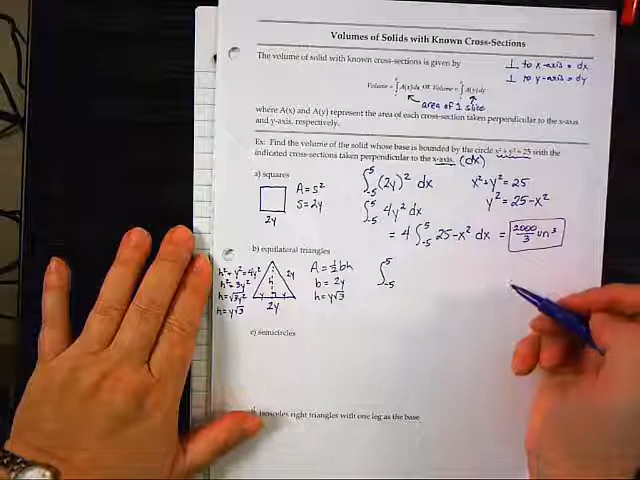 Volumes of Solids with Known Cross-Sections
The volume of solid with known cross-sections is given by
⊥ to x-axis = dx
⊥ to y-axis = dy
Volume = ∫ A(x)dx or Volume = ∫ A(y)dy
area of 1 slice
where A(x) and A(y) represent the area of each cross-section taken perpendicular to the x-axis
and y-axis, respectively.
Ex: Find the volume of the solid whose base is bounded by the circle x² + y² = 25 with the
indicated cross-sections taken perpendicular to the x-axis. (dx)
a) squares
2y
A = s²
s = 2y
∫₋₅⁵ (2y)² dx
∫₋₅⁵ 4y² dx
x² + y² = 25
y² = 25 - x²
= 4 ∫₋₅⁵ 25 - x² dx = 2000/3 un³
b) equilateral triangles
h² + y² = 4y²
h² = 3y²
h = √3y²
h = y√3
2y
h
y y
2y
A = ½bh
b = 2y
h = y√3
∫₋₅⁵
c) semicircles
isosceles right triangles with one leg as the base